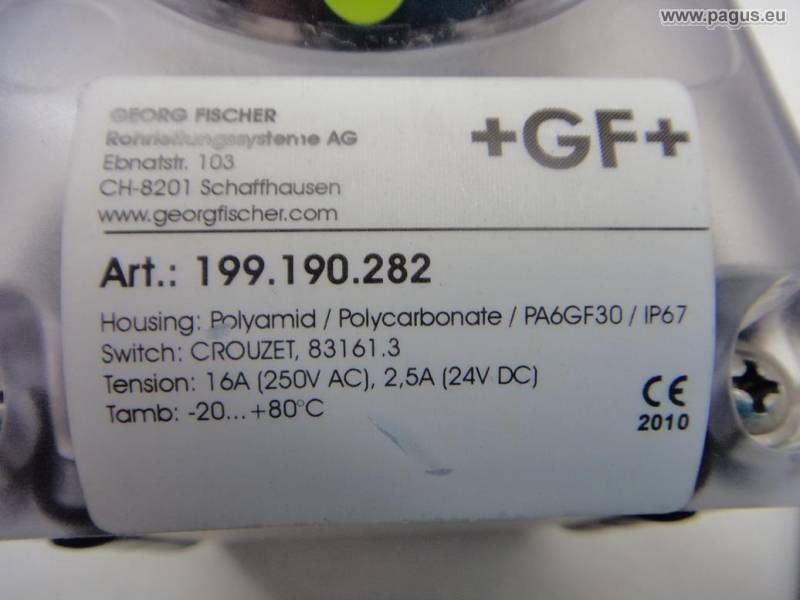 www.pagus.eu
GEORG FISCHER
Rohrleitungssysteme AG
Ebnatstr. 103
CH-8201 Schaffhausen
www.georgfischer.com
+GF+
Art.: 199.190.282
Housing: Polyamid / Polycarbonate / PA6GF30 / IP67
Switch: CROUZET, 83161.3
Tension: 16A (250V AC), 2,5A (24V DC)
Tamb: -20...+80°C
CE
2010